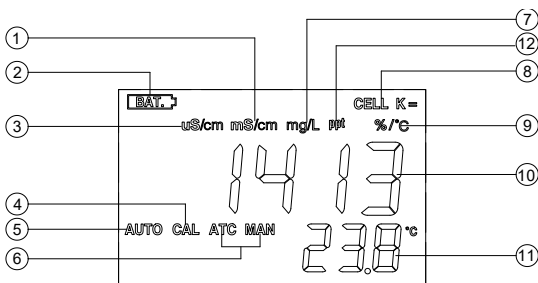 7
1
12
2
8
BAT.
CELL K=
3
uS/cm mS/cm mg/L ppt %/°C
9
1413
10
4
5
AUTO CAL ATC MAN
°C
23.8
11
6